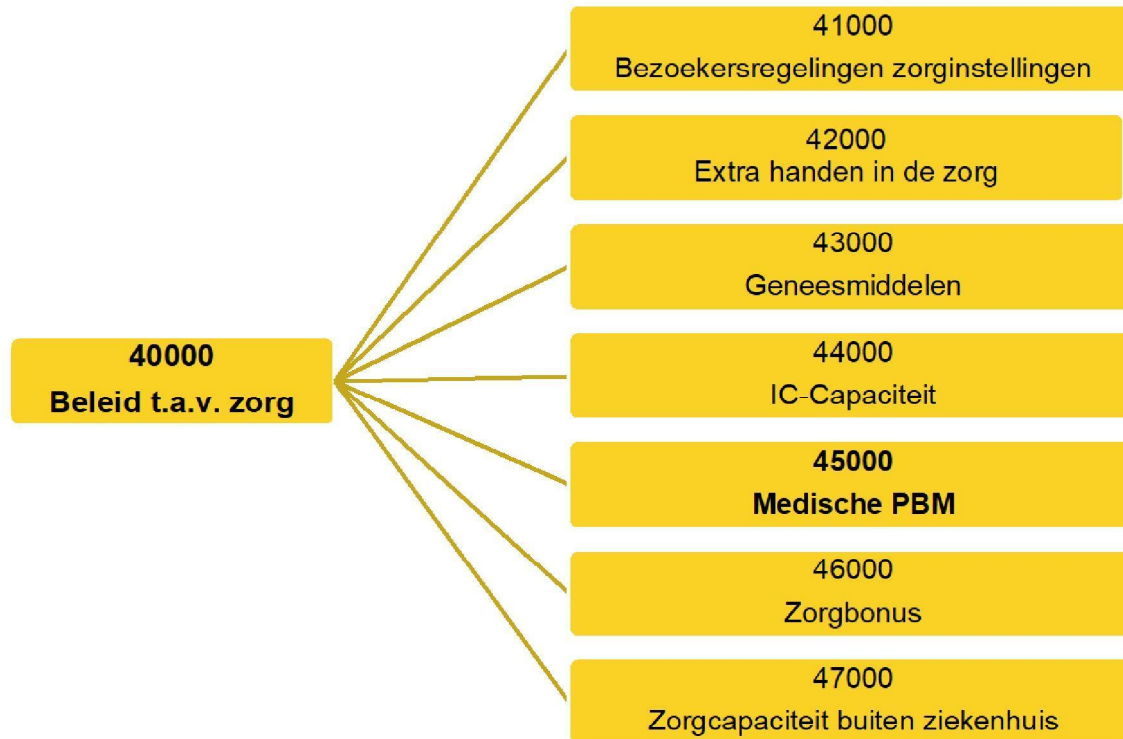 41000
Bezoekersregelingen zorginstellingen
42000
Extra handen in de zorg
43000
Geneesmiddelen
40000
Beleid t.a.v. zorg
44000
IC-Capaciteit
45000
Medische PBM
46000
Zorgbonus
47000
Zorgcapaciteit buiten ziekenhuis